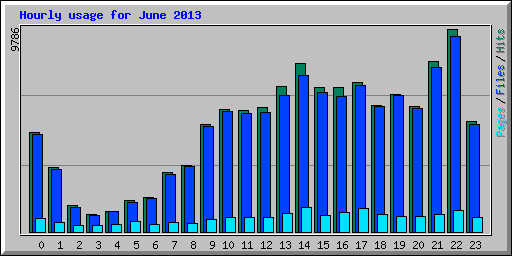 Hourly usage for June 2013
9786
Pages/Files/Hits
0 1 2 3 4 5 6 7 8 9 10 11 12 13 14 15 16 17 18 19 20 21 22 23